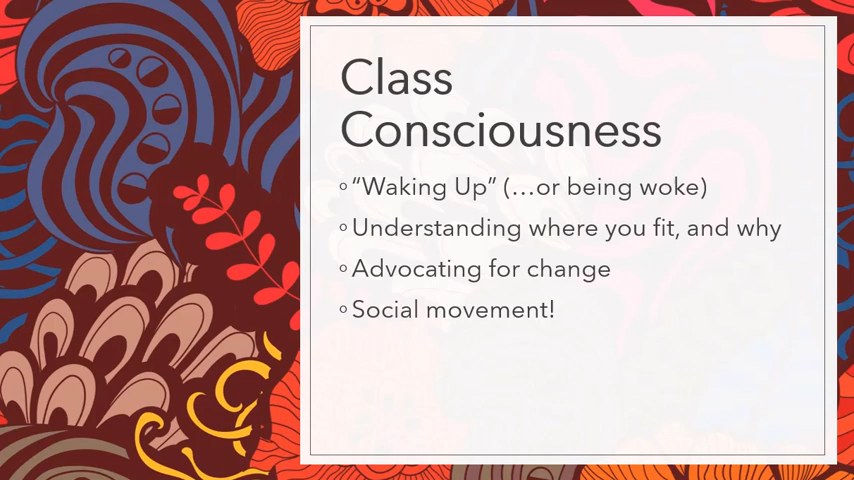 Class
Consciousness
◦"Waking Up" (…or being woke)
◦Understanding where you fit, and why
◦Advocating for change
◦Social movement!